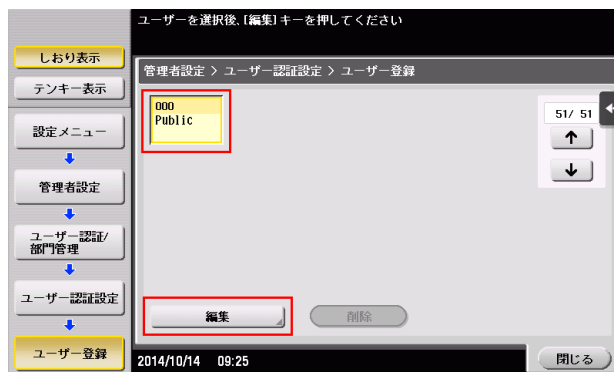 ユーザーを選択後、[編集]キーを押してください
しおり表示
テンキー表示
設定メニュー
管理者設定
ユーザー認証/
部門管理
ユーザー認証設定
ユーザー登録
管理者設定 > ユーザー認証設定 > ユーザー登録
000
Public
51/ 51
↑
↓
編集
削除
2014/10/14 09:25
閉じる